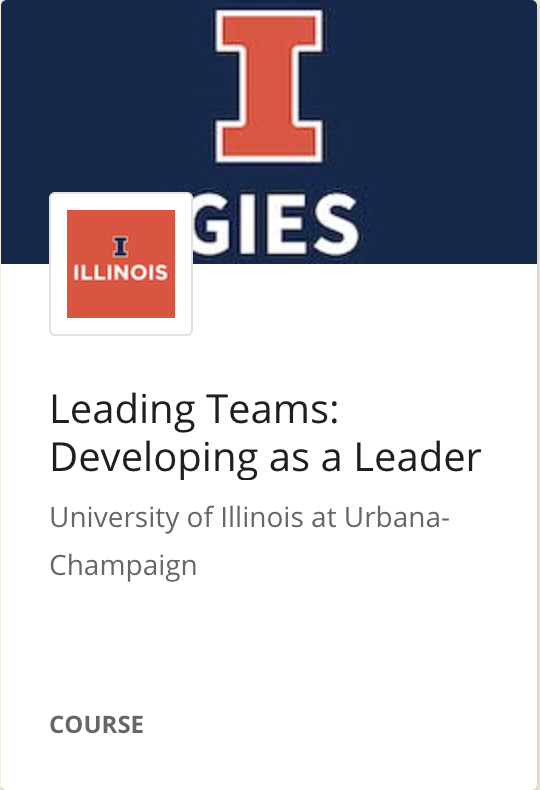 I
GIES
I
ILLINOIS
Leading Teams:
Developing as a Leader
University of Illinois at Urbana-
Champaign
COURSE